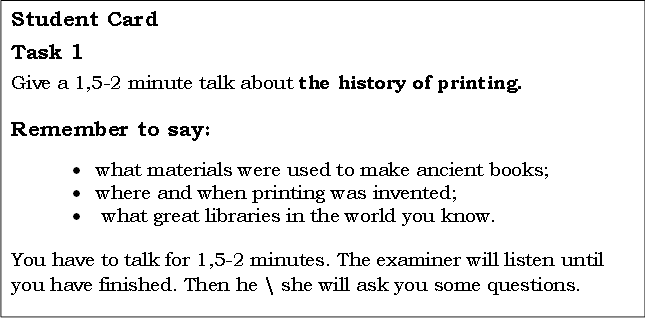 Student Card
Task 1
Give a 1,5-2 minute talk about the history of printing.
Remember to say:
• what materials were used to make ancient books;
• where and when printing was invented;
• what great libraries in the world you know.
You have to talk for 1,5-2 minutes. The examiner will listen until
you have finished. Then he \ she will ask you some questions.